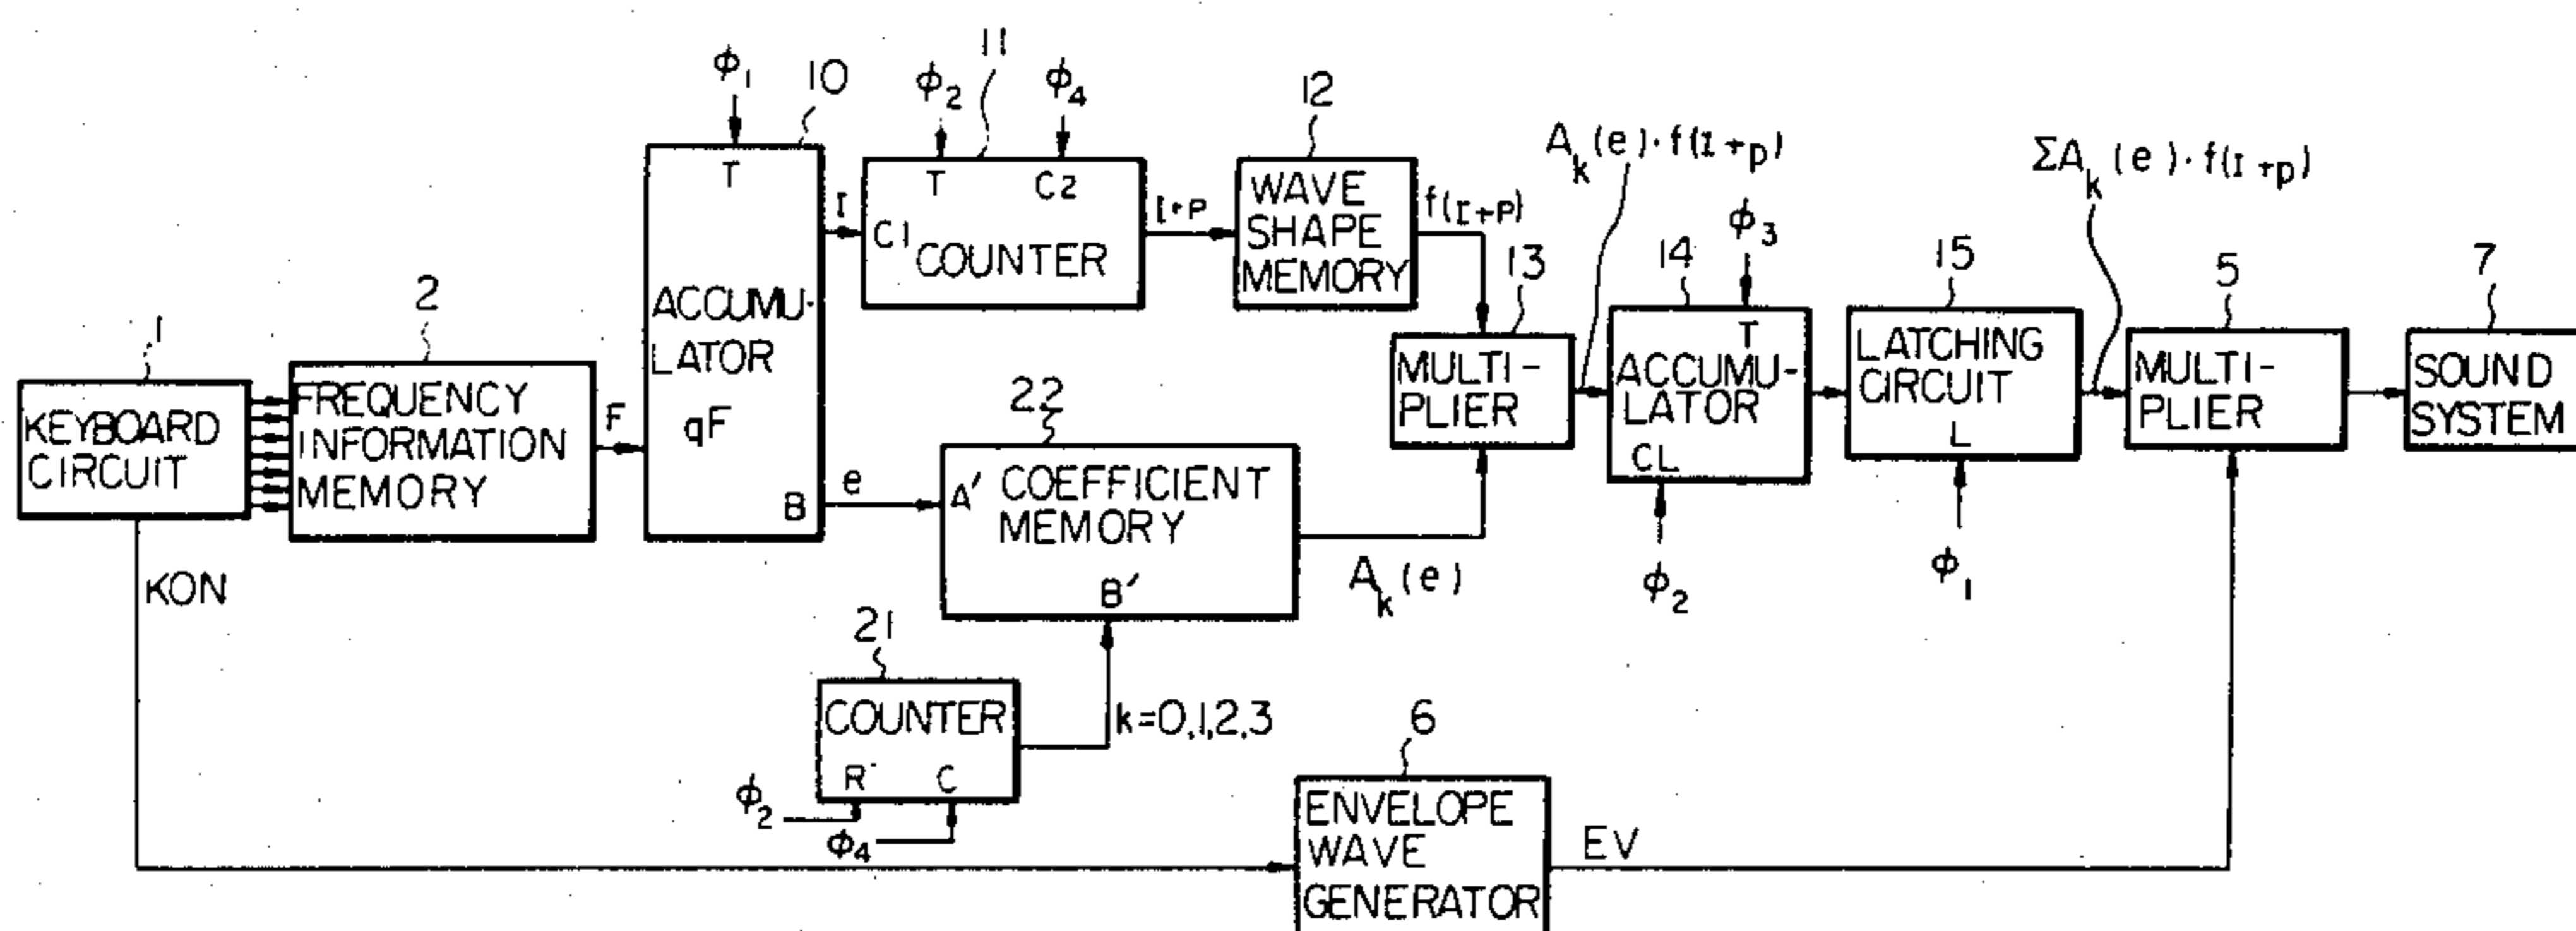 1
KEYBOARD
CIRCUIT
KON
2
FREQUENCY
INFORMATION
MEMORY
F
ϕ1
10
T
ACCUMU-
LATOR
qF
B
I
e
11
ϕ2
ϕ4
T
C2
C1
COUNTER
I+P
12
WAVE
SHAPE
MEMORY
f(I+P)
22
A'
COEFFICIENT
MEMORY
B'
Ak(e)
21
COUNTER
R
C
ϕ2
ϕ4
k=0,1,2,3
13
MULTI-
PLIER
Ak(e)·f(I+p)
14
ϕ3
T
ACCUMU-
LATOR
CL
ϕ2
15
LATCHING
CIRCUIT
L
ϕ1
ΣAk(e)·f(I+p)
5
MULTI-
PLIER
7
SOUND
SYSTEM
6
ENVELOPE
WAVE
GENERATOR
EV